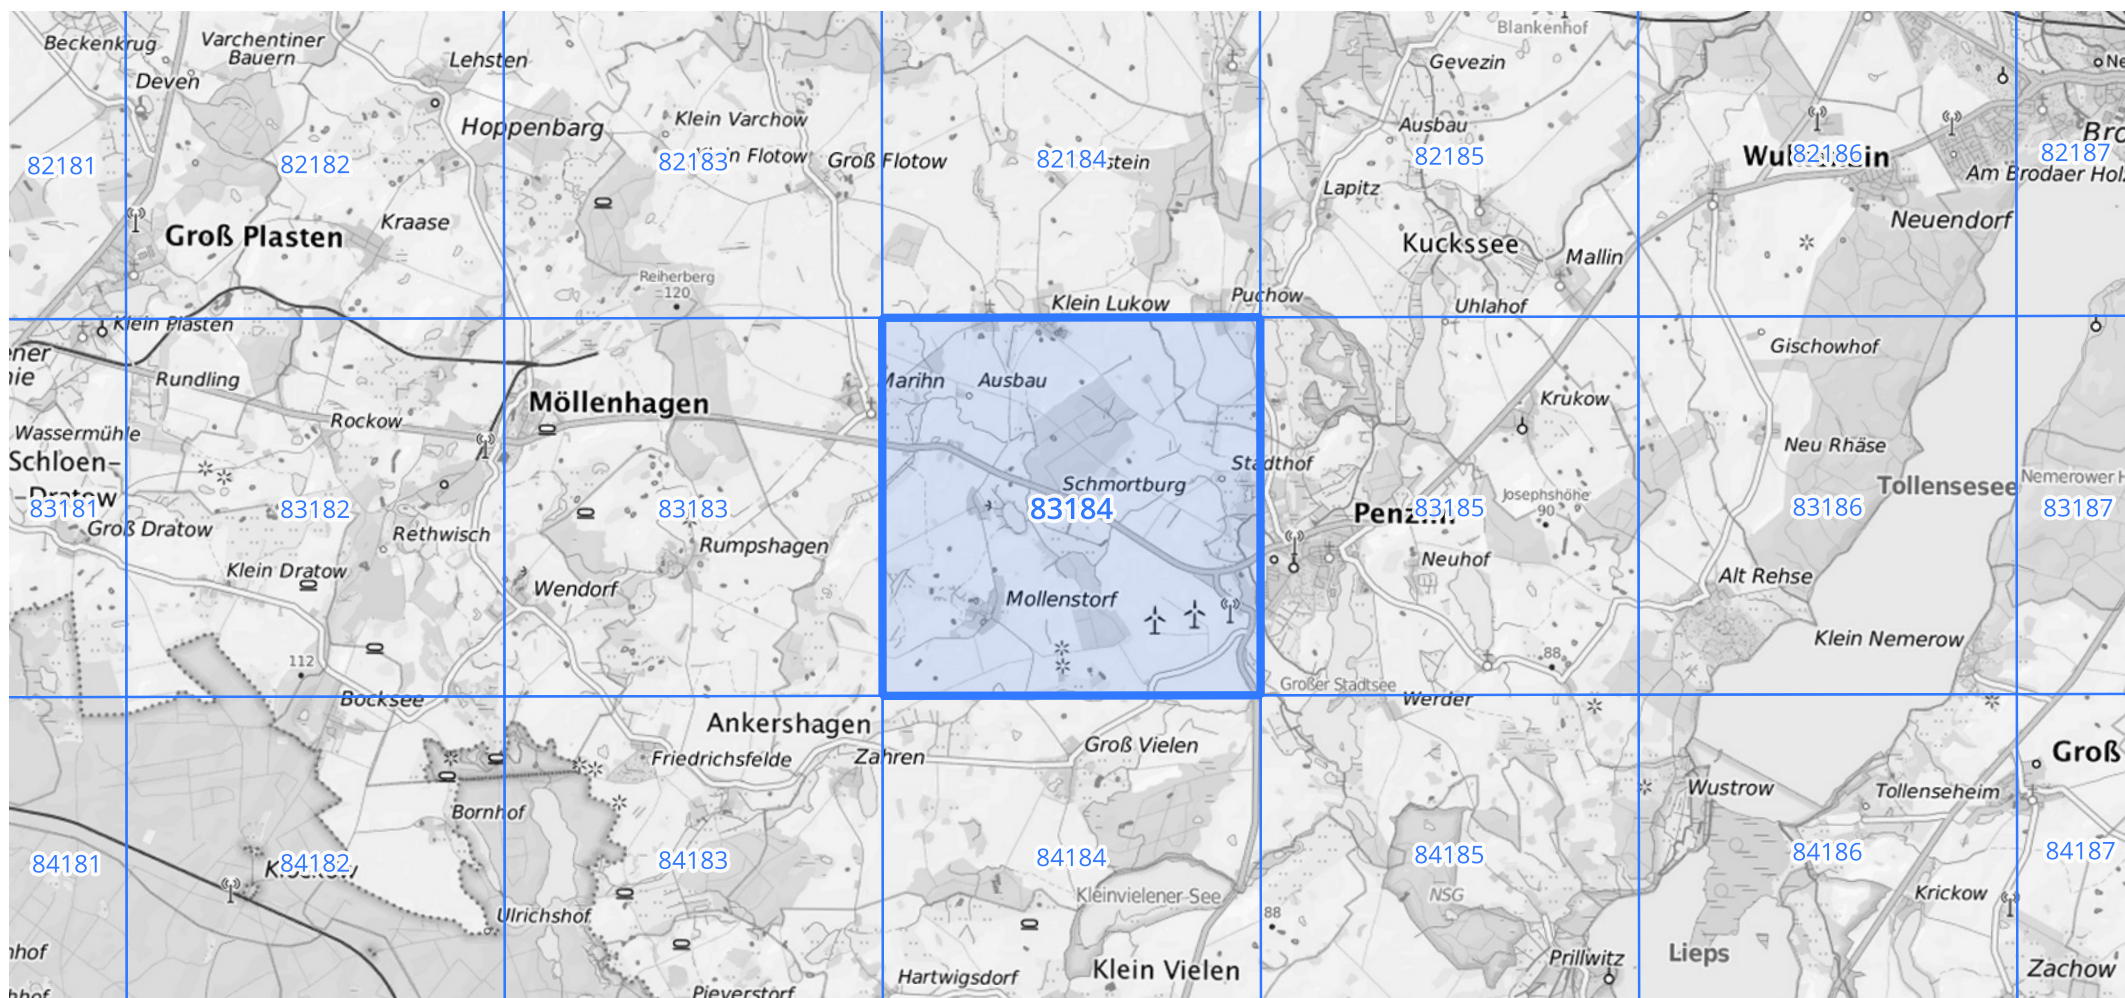 Beckenkrug
Varchentiner
Bauern
Lehsten
Deven
Hoppenbarg
Klein Varchow
Groß Flotow
Blankenhof
Gevezin
Ausbau
Lapitz
Am Brodaer Holz
82181
82182
82183
82184
82185
82186
82187
Groß Plasten
Kraase
Kuckssee
Mallin
Neuendorf
Reiherberg
120
Klein Lukow
Puchow
Uhlahof
Klein Plasten
Rundling
Rockow
Möllenhagen
Marihn
Ausbau
Krukow
Gischowhof
Neu Rhäse
Wassermühle
Schloen-
-Dratow
Stadthof
Schmortburg
Tollensesee
Nemerower H
83181
83182
83183
83184
83185
83186
83187
Josephshöhe
90
Groß Dratow
Rethwisch
Rumpshagen
Neuhof
Klein Dratow
Wendorf
Mollenstorf
Alt Rehse
Klein Nemerow
112
88
Bocksee
Großer Stadtsee
Werder
Ankershagen
Friedrichsfelde
Zahren
Groß Vielen
Groß
Bornhof
Wustrow
Tollenseheim
84181
84182
84183
84184
84185
84186
84187
Kleinvielener See
NSG
Krickow
Ulrichshof
88
Hartwigsdorf
Klein Vielen
Prillwitz
Lieps
Zachow
Pieverstorf